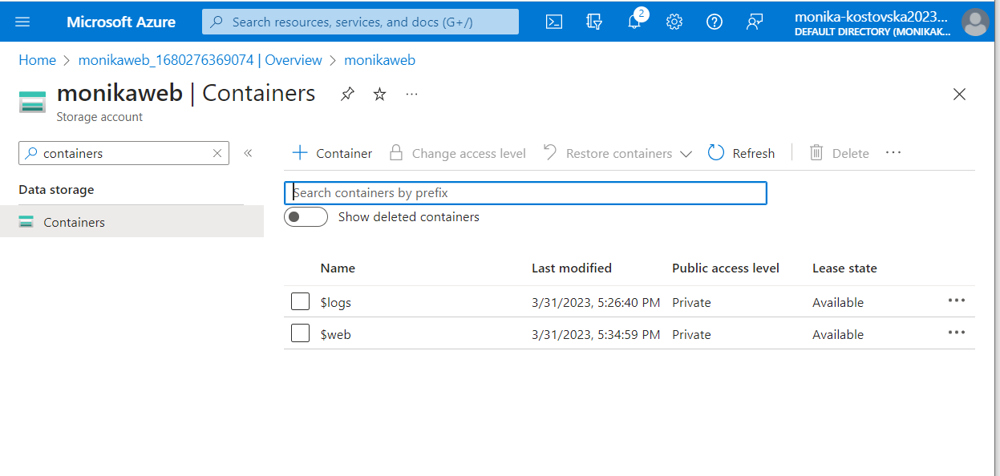 Microsoft Azure
Search resources, services, and docs (G+/)
2
monika-kostovska2023...
DEFAULT DIRECTORY (MONIKAK...
Home > monikaweb_1680276369074 | Overview > monikaweb
monikaweb | Containers
...
Storage account
containers
«
Container
Change access level
Restore containers
Refresh
Delete
...
Data storage
Search containers by prefix
Containers
Show deleted containers
Name Last modified Public access level Lease state
$logs 3/31/2023, 5:26:40 PM Private Available ...
$web 3/31/2023, 5:34:59 PM Private Available ...